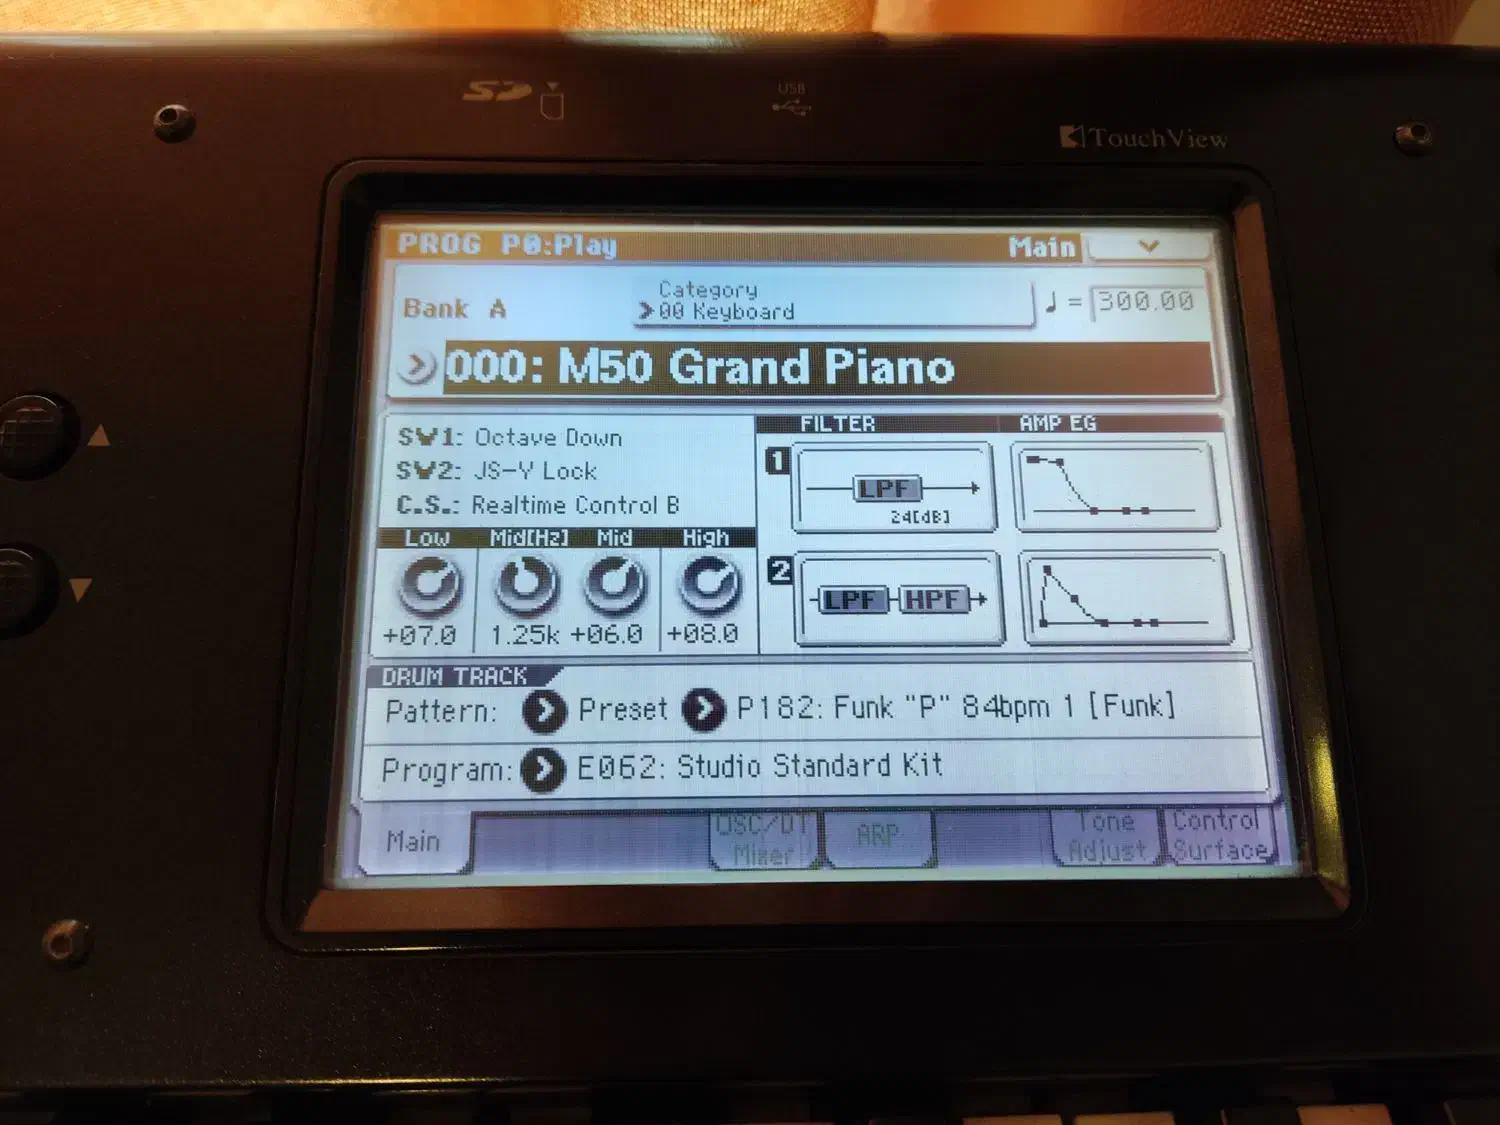 SD
USB
TouchView
PROG P0:Play Main
Bank A
Category
00 Keyboard
♩ = 300.00
000: M50 Grand Piano
SW1: Octave Down
SW2: JS-Y Lock
C.S.: Realtime Control B
Low Mid[Hz] Mid High
+07.0 1.25k +06.0 +08.0
FILTER AMP EG
1
LPF
24[dB]
2
LPF HPF
DRUM TRACK
Pattern: Preset P182: Funk "P" 84bpm 1 [Funk]
Program: E062: Studio Standard Kit
Main
OSC/DT
Mixer
ARP
Tone
Adjust
Control
Surface